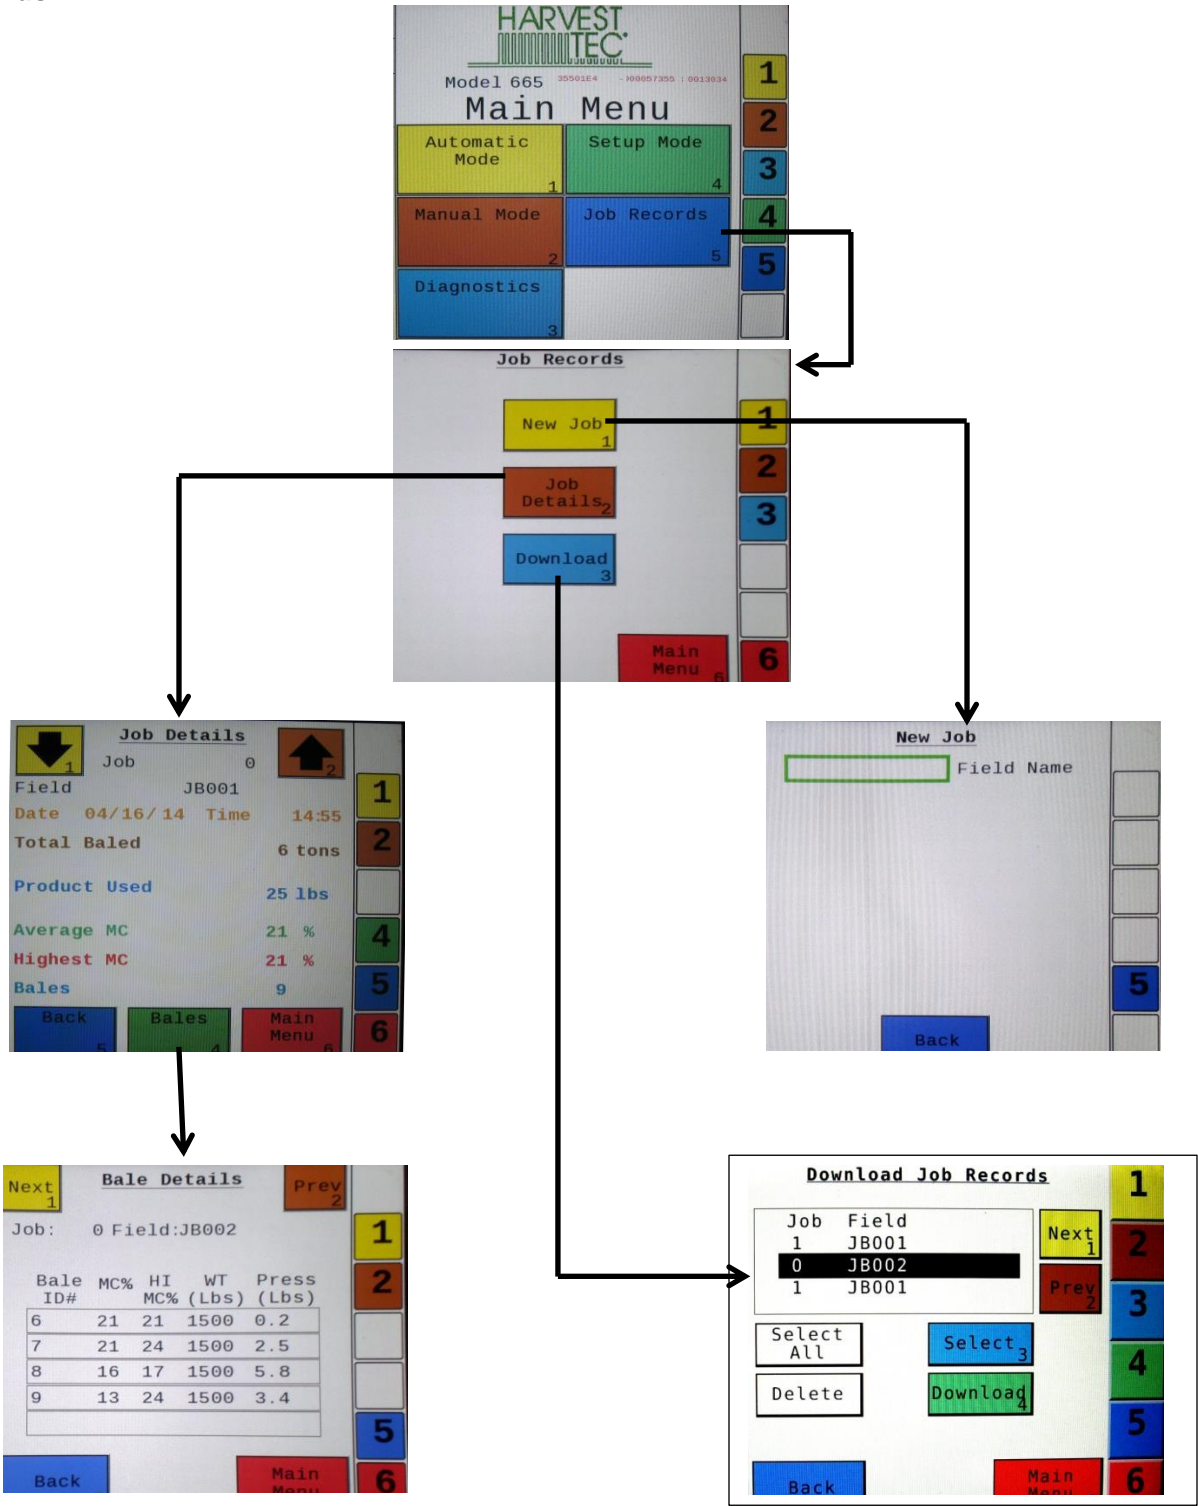 HARVEST
TEC
Model 665 35501E4
Main Menu
Automatic Mode 1
Setup Mode 4
Manual Mode 2
Job Records 5
Diagnostics 3
1
2
3
4
5
Job Records
New Job 1
Job Details 2
Download 3
Main Menu 6
1
2
3
6
Job Details
1
2
Job 0
Field JB001
Date 04/16/14 Time 14:55
Total Baled 6 tons
Product Used 25 lbs
Average MC 21 %
Highest MC 21 %
Bales 9
Back 5
Bales 4
Main Menu 6
1
2
4
5
6
New Job
Field Name
Back
5
Next 1
Bale Details
Prev 2
Job: 0 Field:JB002
Bale ID# MC% HI MC% WT (Lbs) Press (Lbs)
6 21 21 1500 0.2
7 21 24 1500 2.5
8 16 17 1500 5.8
9 13 24 1500 3.4
Back
Main Menu
1
2
5
6
Download Job Records
Job Field
1 JB001
0 JB002
1 JB001
Next 1
Prev 2
Select All
Select 3
Delete
Download 4
Back
Main Menu
1
2
3
4
5
6